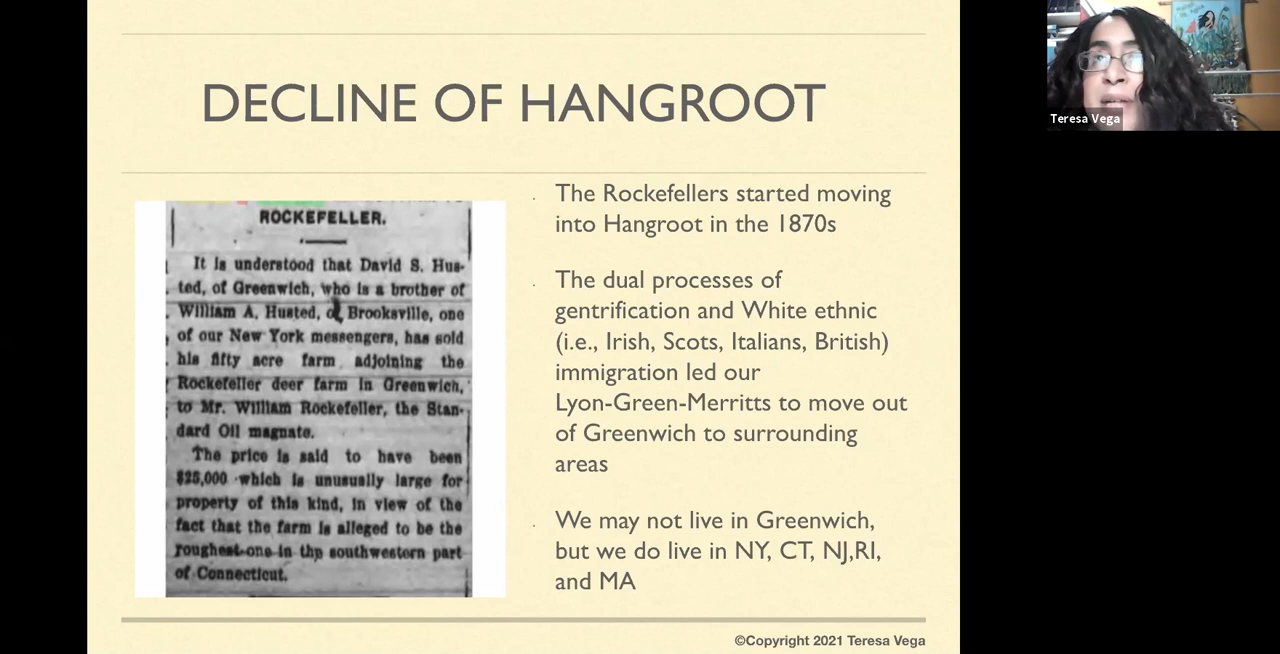 DECLINE OF HANGROOT
ROCKEFELLER.
It is understood that David S. Hus-
ted, of Greenwich, who is a brother of
William A. Husted, of Brooksville, one
of our New York messengers, has sold
his fifty acre farm adjoining the
Rockefeller deer farm in Greenwich,
to Mr. William Rockefeller, the Stan-
dard Oil magnate.
The price is said to have been
$25,000 which is unusually large for
property of this kind, in view of the
fact that the farm is alleged to be the
roughest one in the southwestern part
of Connecticut.
The Rockefellers started moving
into Hangroot in the 1870s
The dual processes of
gentrification and White ethnic
(i.e., Irish, Scots, Italians, British)
immigration led our
Lyon-Green-Merritts to move out
of Greenwich to surrounding
areas
We may not live in Greenwich,
but we do live in NY, CT, NJ,RI,
and MA
©Copyright 2021 Teresa Vega
Teresa Vega